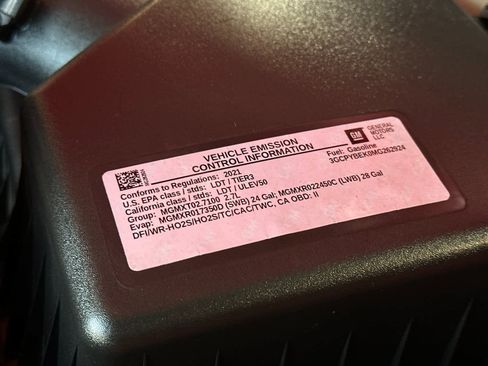 VEHICLE EMISSION
CONTROL INFORMATION
GM
GENERAL
MOTORS
LLC
Fuel: Gasoline
3GCPYBEK0MG262924
Conforms to Regulations: 2021
U.S. EPA class / stds: LDT / TIER3
California class / stds: LDT / ULEV50
Group: MGMXT02.7100 2.7L
Evap: MGMXR017350D (SWB) 24 Gal; MGMXR022450C (LWB) 28 Gal
DFI/WR-HO2S/HO2S/TC/CAC/TWC, CA OBD: II